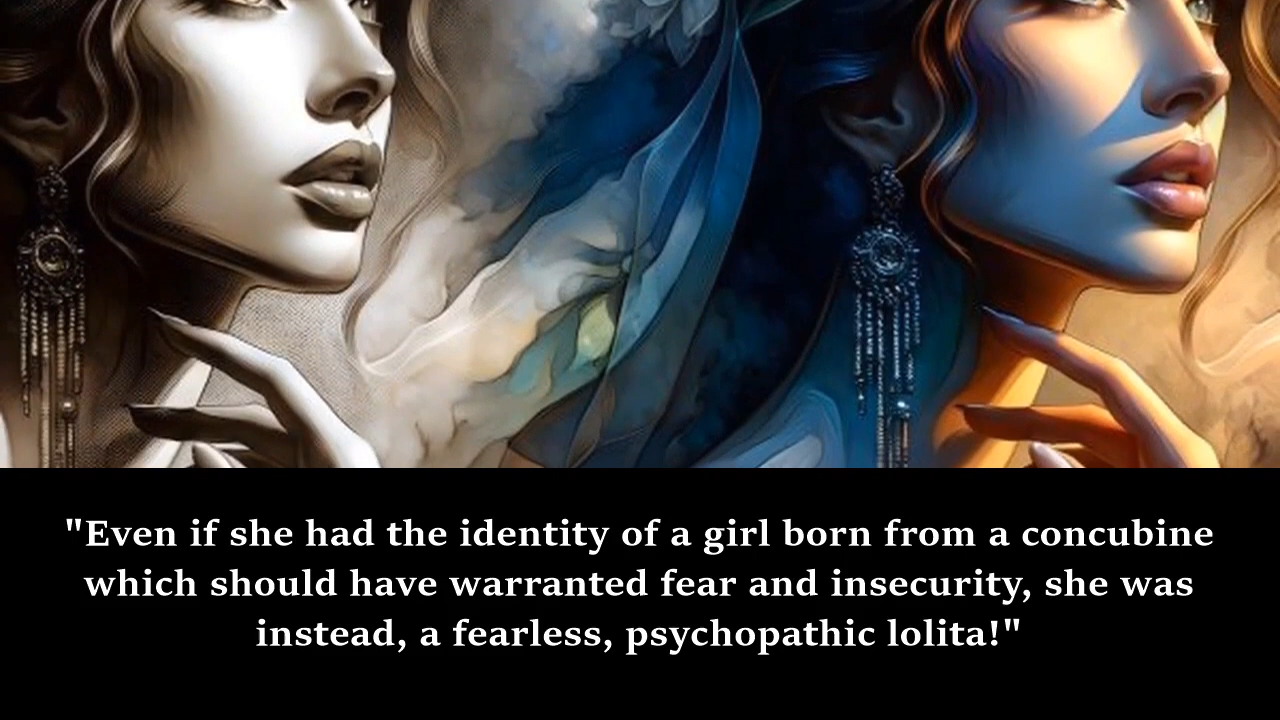 "Even if she had the identity of a girl born from a concubine
which should have warranted fear and insecurity, she was
instead, a fearless, psychopathic lolita!"